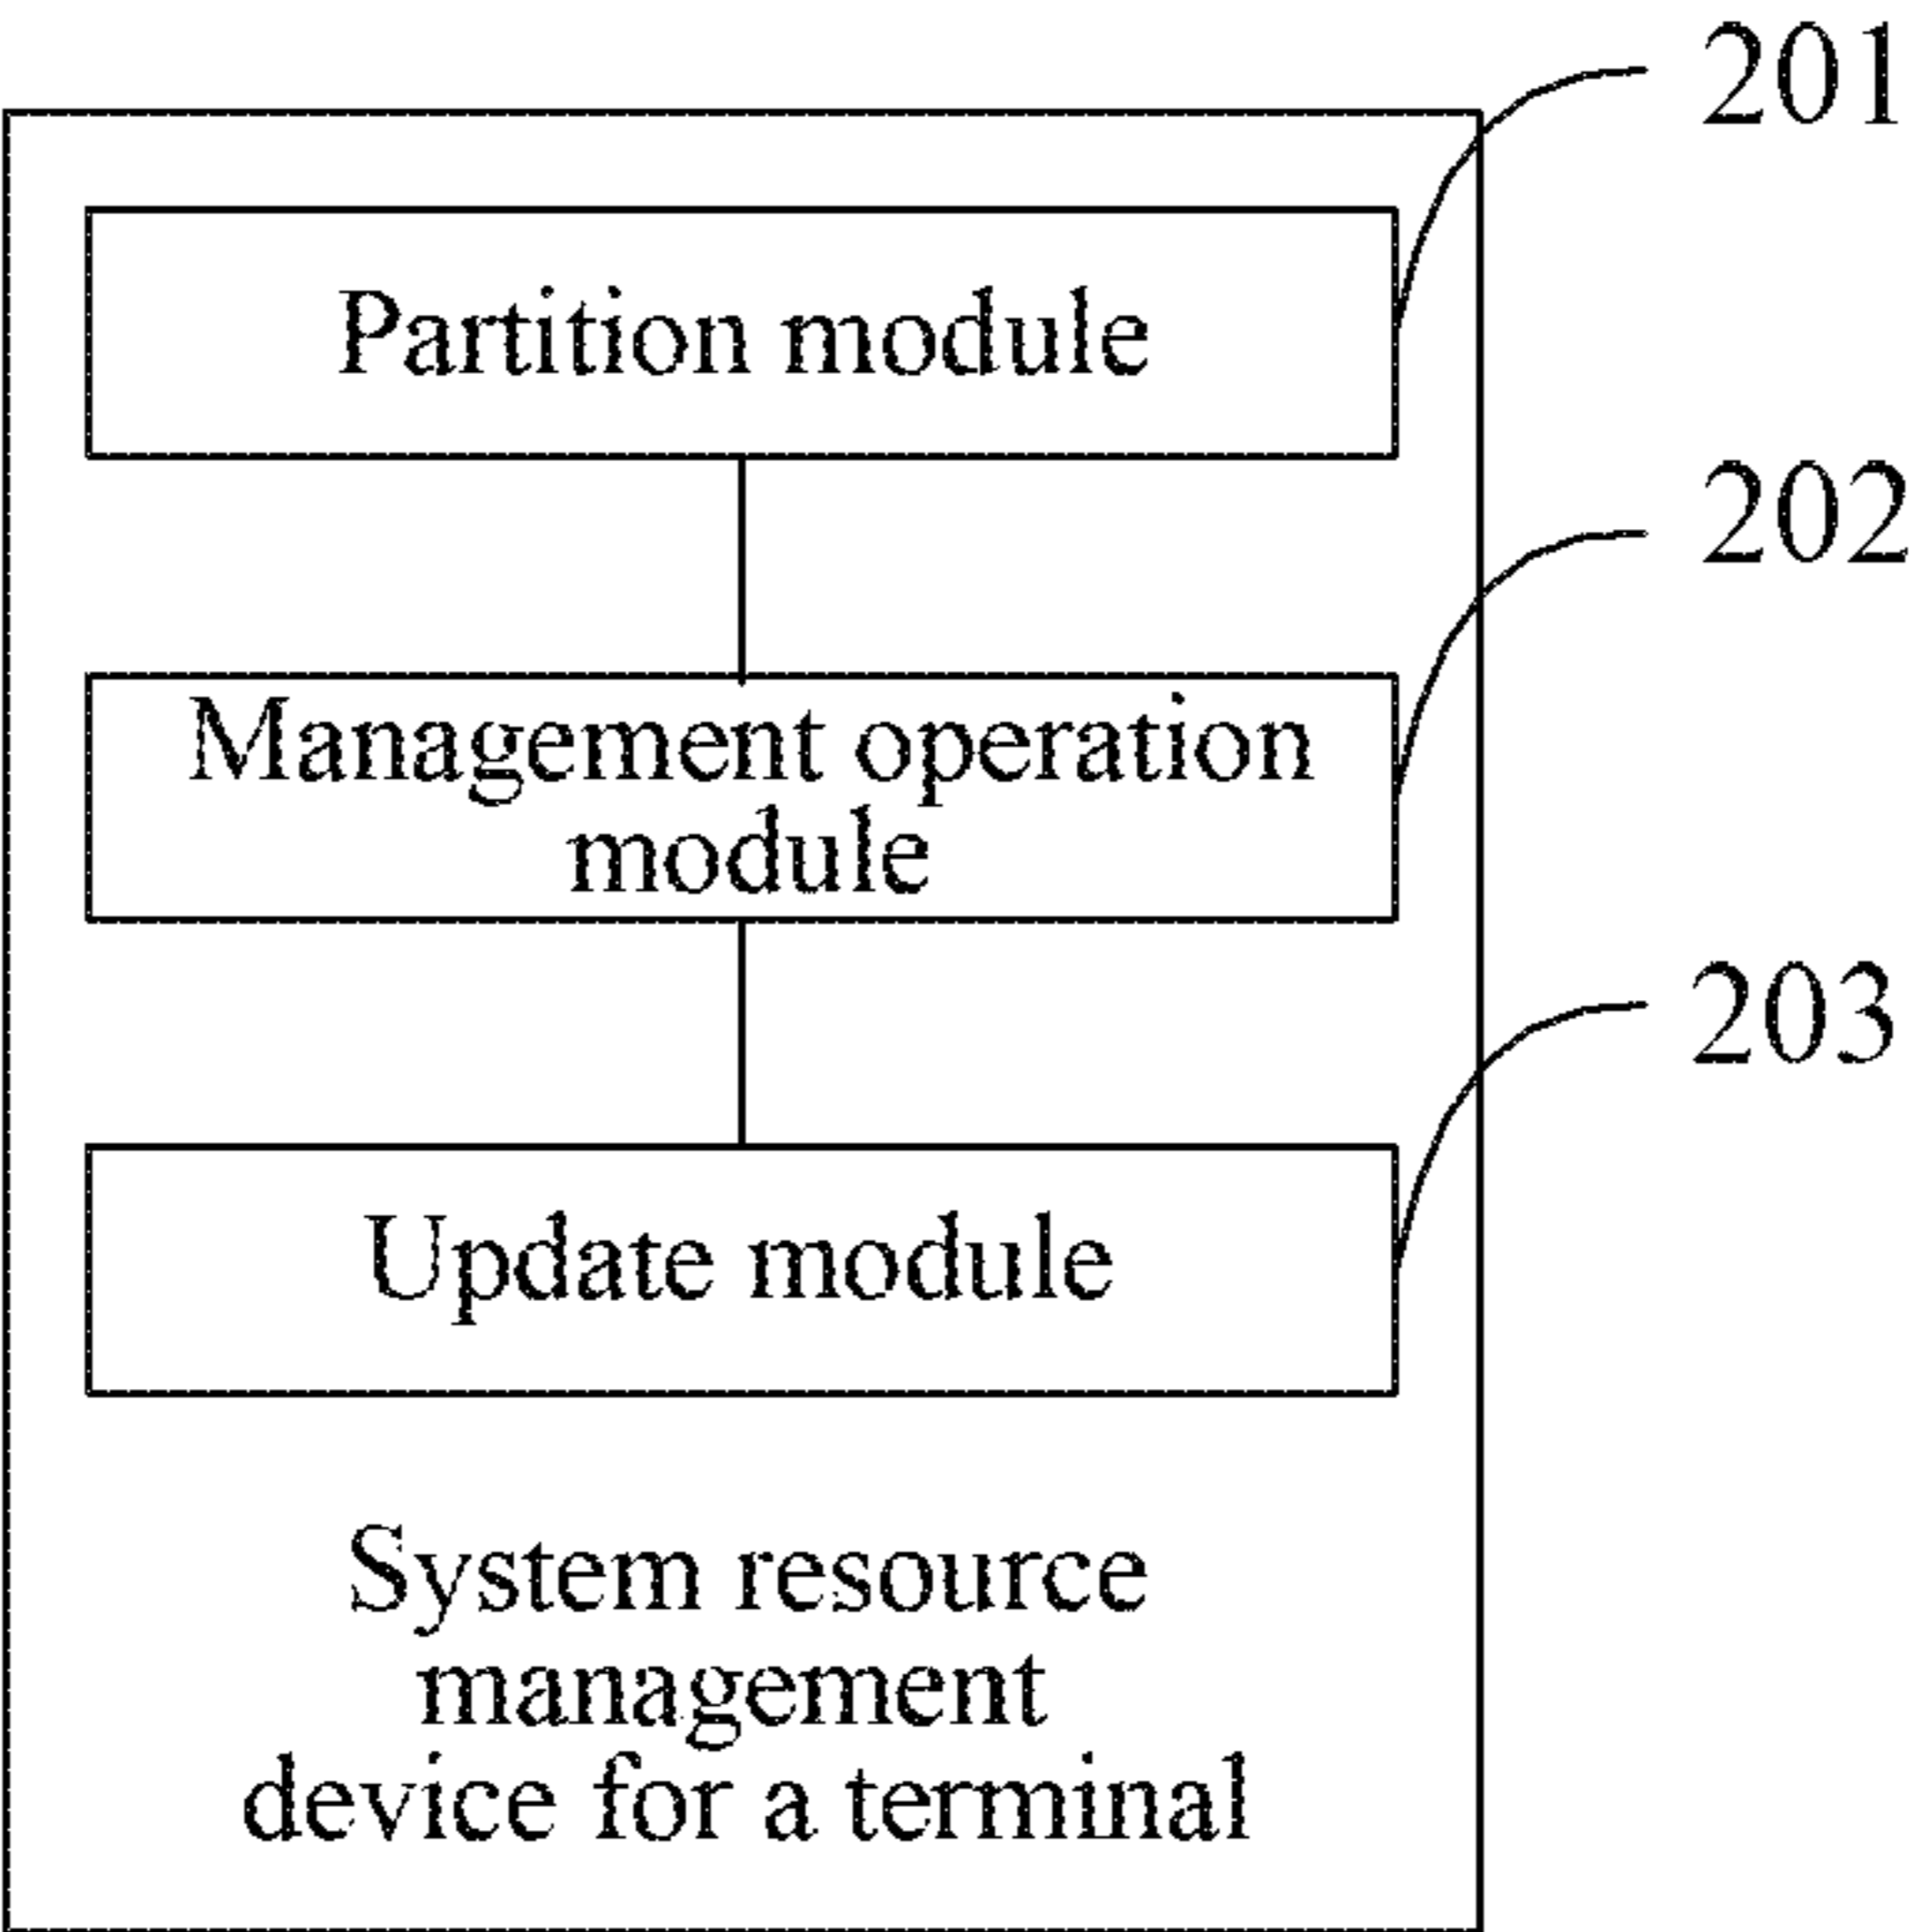 201
Partition module
202
Management operation
module
203
Update module
System resource
management
device for a terminal